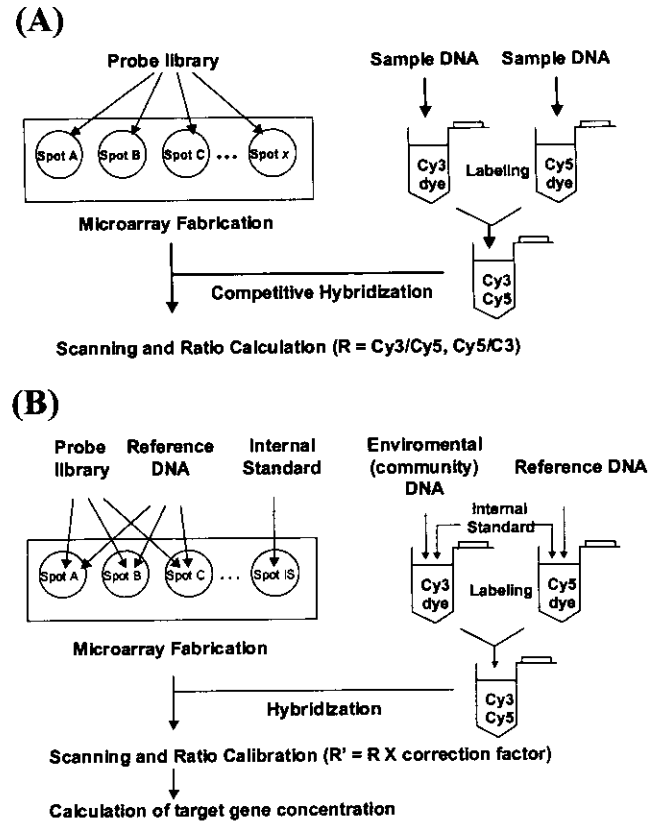 (A)
Probe library
Sample DNA Sample DNA
Spot A Spot B Spot C ... Spot x
Cy3 dye
Labeling
Cy5 dye
Microarray Fabrication
Cy3 Cy5
Competitive Hybridization
Scanning and Ratio Calculation (R = Cy3/Cy5, Cy5/C3)
(B)
Probe library
Reference DNA
Internal Standard
Enviromental (community) DNA
Reference DNA
Internal Standard
Spot A Spot B Spot C ... Spot IS
Cy3 dye
Labeling
Cy5 dye
Microarray Fabrication
Cy3 Cy5
Hybridization
Scanning and Ratio Calibration (R' = R X correction factor)
Calculation of target gene concentration